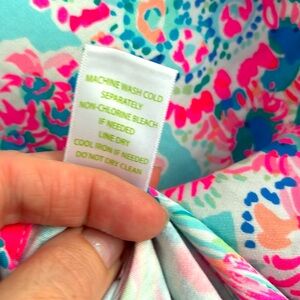 MACHINE WASH COLD
SEPARATELY
NON-CHLORINE BLEACH
IF NEEDED
LINE DRY
COOL IRON IF NEEDED
DO NOT DRY CLEAN